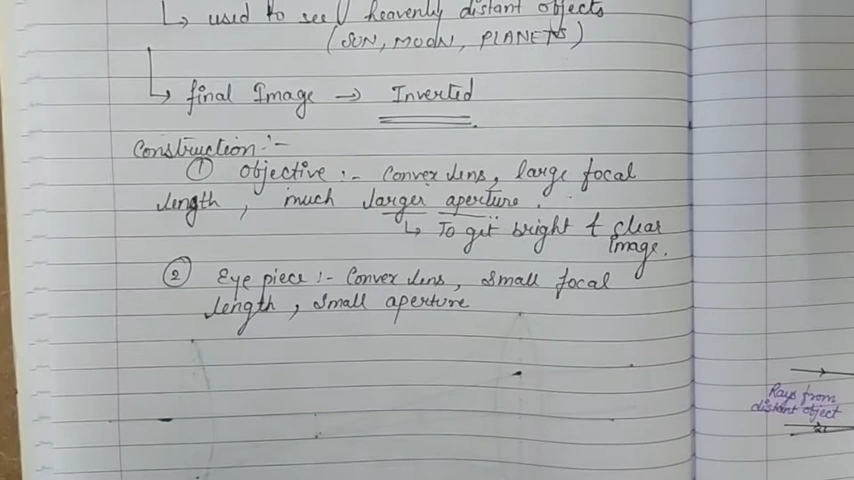 ↳ used to see heavenly distant objects
(SUN, MOON, PLANETS)
↳ final Image → Inverted
Construction:-
① Objective :- Convex lens, large focal
length, much larger aperture.
↳ To get bright & clear
Image.
② Eye piece :- Convex lens, small focal
length, small aperture
Rays from
distant object